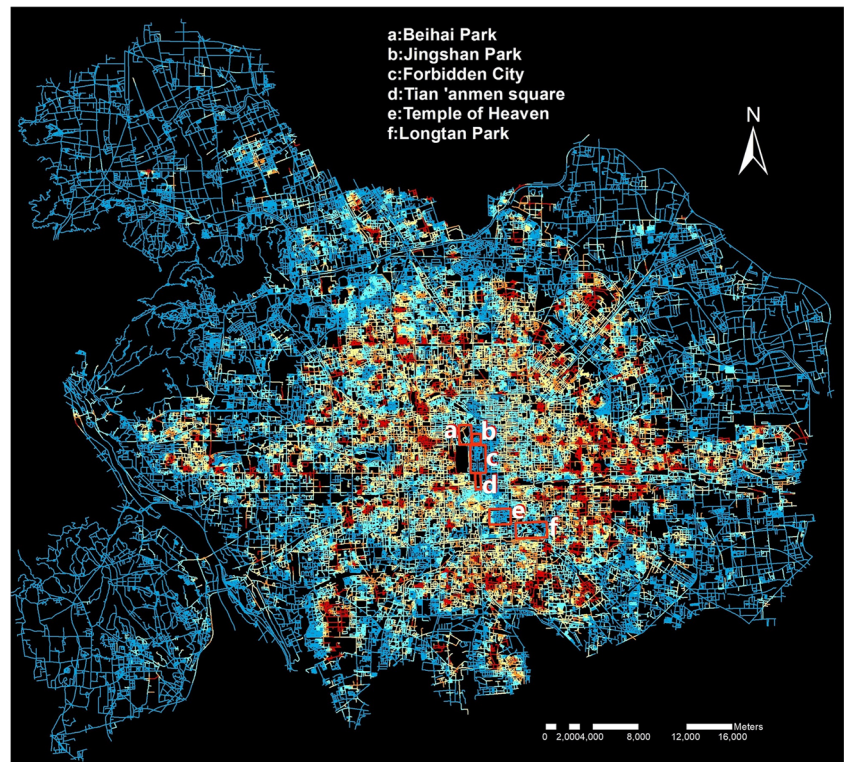 a:Beihai Park
b:Jingshan Park
c:Forbidden City
d:Tian 'anmen square
e:Temple of Heaven
f:Longtan Park
N
a b
c
d
e
f
Meters
0 2,0004,000 8,000 12,000 16,000